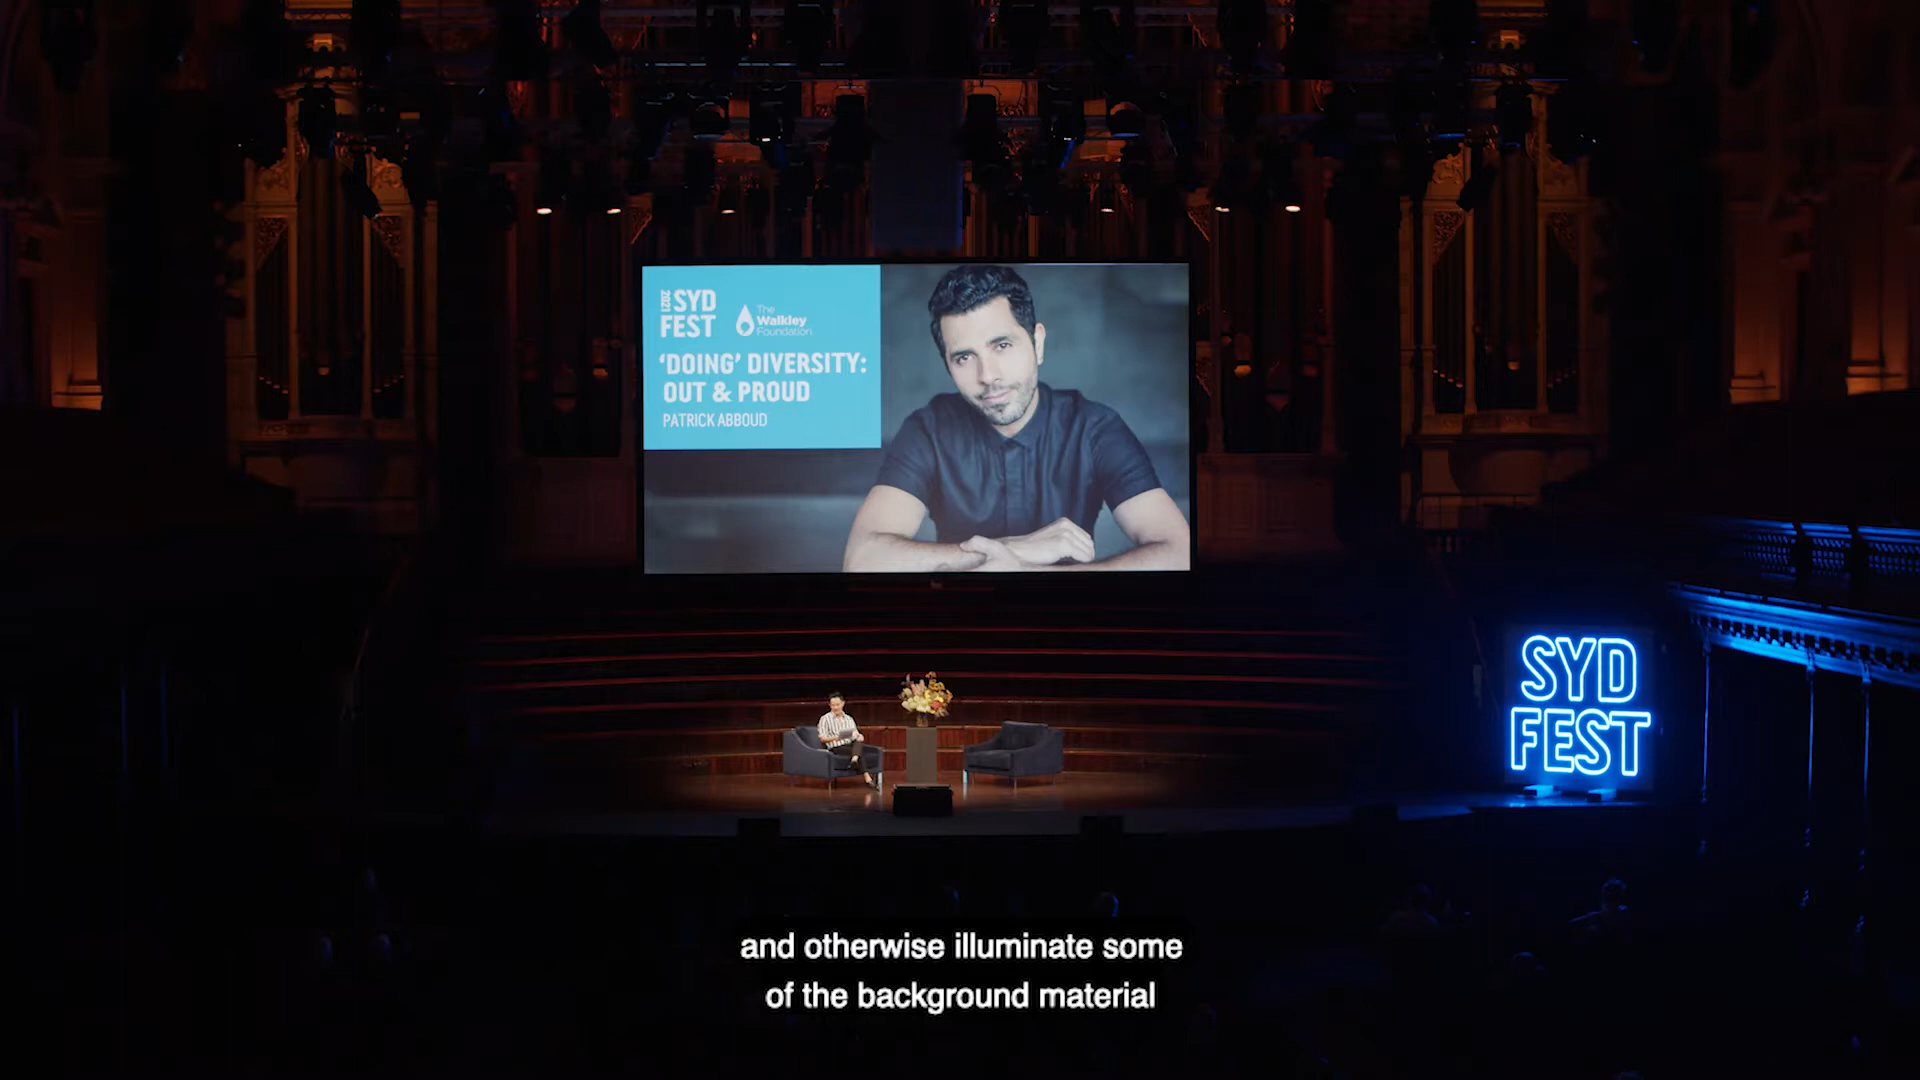 2021
SYD
FEST
The
Walkley
Foundation
‘DOING’ DIVERSITY:
OUT & PROUD
PATRICK ABBOUD
SYD
FEST
and otherwise illuminate some
of the background material